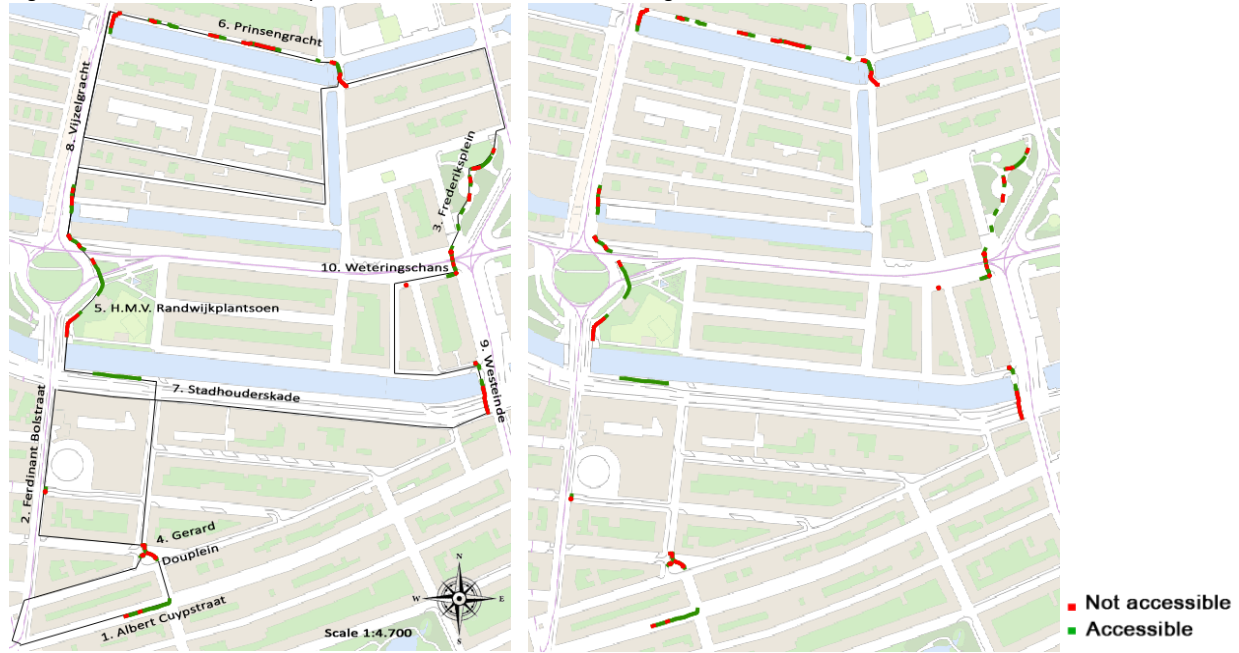 6. Prinsengracht
8. Vijzelgracht
3. Frederiksplein
10. Weteringschans
5. H.M.V. Randwijkplantsoen
9. Westeinde
7. Stadhouderskade
2. Ferdinant Bolstraat
4. Gerard
Douplein
1. Albert Cuypstraat
N
W
E
S
Scale 1:4.700
Not accessible
Accessible